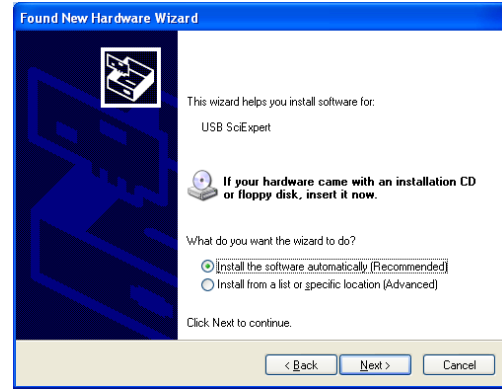 Found New Hardware Wizard
This wizard helps you install software for:
USB SciExpert
If your hardware came with an installation CD
or floppy disk, insert it now.
What do you want the wizard to do?
Install the software automatically (Recommended)
Install from a list or specific location (Advanced)
Click Next to continue.
< Back Next > Cancel